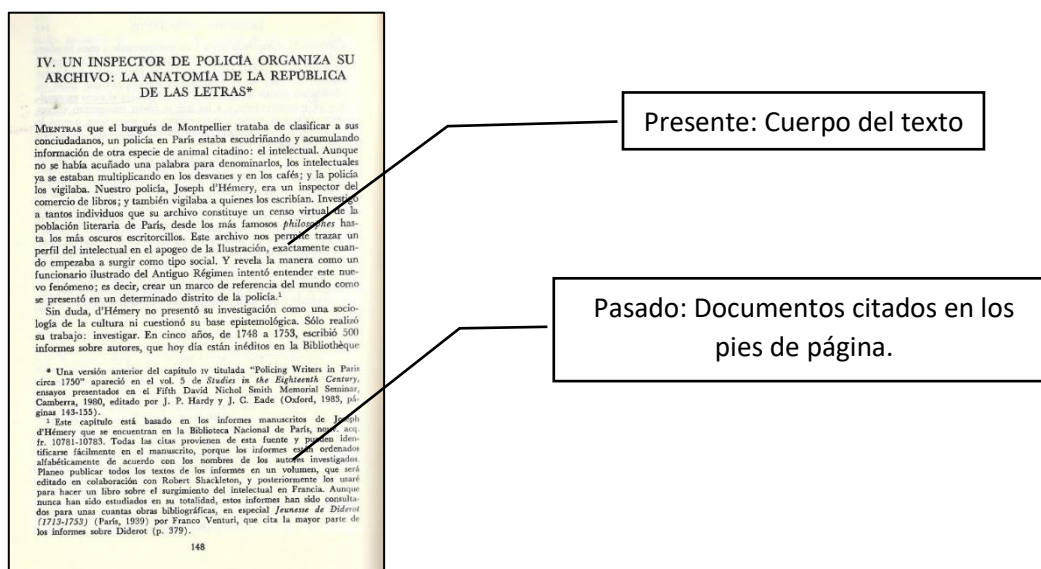 IV. UN INSPECTOR DE POLICÍA ORGANIZA SU
ARCHIVO: LA ANATOMÍA DE LA REPÚBLICA
DE LAS LETRAS*
MIENTRAS que el burgués de Montpellier trataba de clasificar a sus
conciudadanos, un policía en París estaba escudriñando y acumulando
información de otra especie de animal citadino: el intelectual. Aunque
no se había acuñado una palabra para denominarlos, los intelectuales
ya se estaban multiplicando en los desvanes y en los cafés; y la policía
los vigilaba. Nuestro policía, Joseph d'Hémery, era un inspector del
comercio de libros; y también vigilaba a quienes los escribían. Investigó
a tantos individuos que su archivo constituye un censo virtual de la
población literaria de París, desde los más famosos philosophes has-
ta los más oscuros escritorcillos. Este archivo nos permite trazar un
perfil del intelectual en el apogeo de la Ilustración, exactamente cuan-
do empezaba a surgir como tipo social. Y revela la manera como un
funcionario ilustrado del Antiguo Régimen intentó entender este nue-
vo fenómeno; es decir, crear un marco de referencia del mundo como
se presentó en un determinado distrito de la policía.¹
Sin duda, d'Hémery no presentó su investigación como una socio-
logía de la cultura ni cuestionó su base epistemológica. Sólo realizó
su trabajo: investigar. En cinco años, de 1748 a 1753, escribió 500
informes sobre autores, que hoy día están inéditos en la Bibliothèque
* Una versión anterior del capítulo IV titulada "Policing Writers in Paris
circa 1750" apareció en el vol. 5 de Studies in the Eighteenth Century,
ensayos presentados en el Fifth David Nichol Smith Memorial Seminar,
Camberra, 1980, editado por J. P. Hardy y J. C. Eade (Oxford, 1983, pá-
ginas 143-155).
¹ Este capítulo está basado en los informes manuscritos de Joseph
d'Hémery que se encuentran en la Biblioteca Nacional de París, nouv. acq.
fr. 10781-10783. Todas las citas provienen de esta fuente y pueden iden-
tificarse fácilmente en el manuscrito, porque los informes están ordenados
alfabéticamente de acuerdo con los nombres de los autores investigados.
Planeo publicar todos los textos de los informes en un volumen, que será
editado en colaboración con Robert Shackleton, y posteriormente los usaré
para hacer un libro sobre el surgimiento del intelectual en Francia. Aunque
nunca han sido estudiados en su totalidad, estos informes han sido consulta-
dos para unas cuantas obras bibliográficas, en especial Jeunesse de Diderot
(1713-1753) (París, 1939) por Franco Venturi, que cita la mayor parte de
los informes sobre Diderot (p. 379).
148
Presente: Cuerpo del texto
Pasado: Documentos citados en los
pies de página.